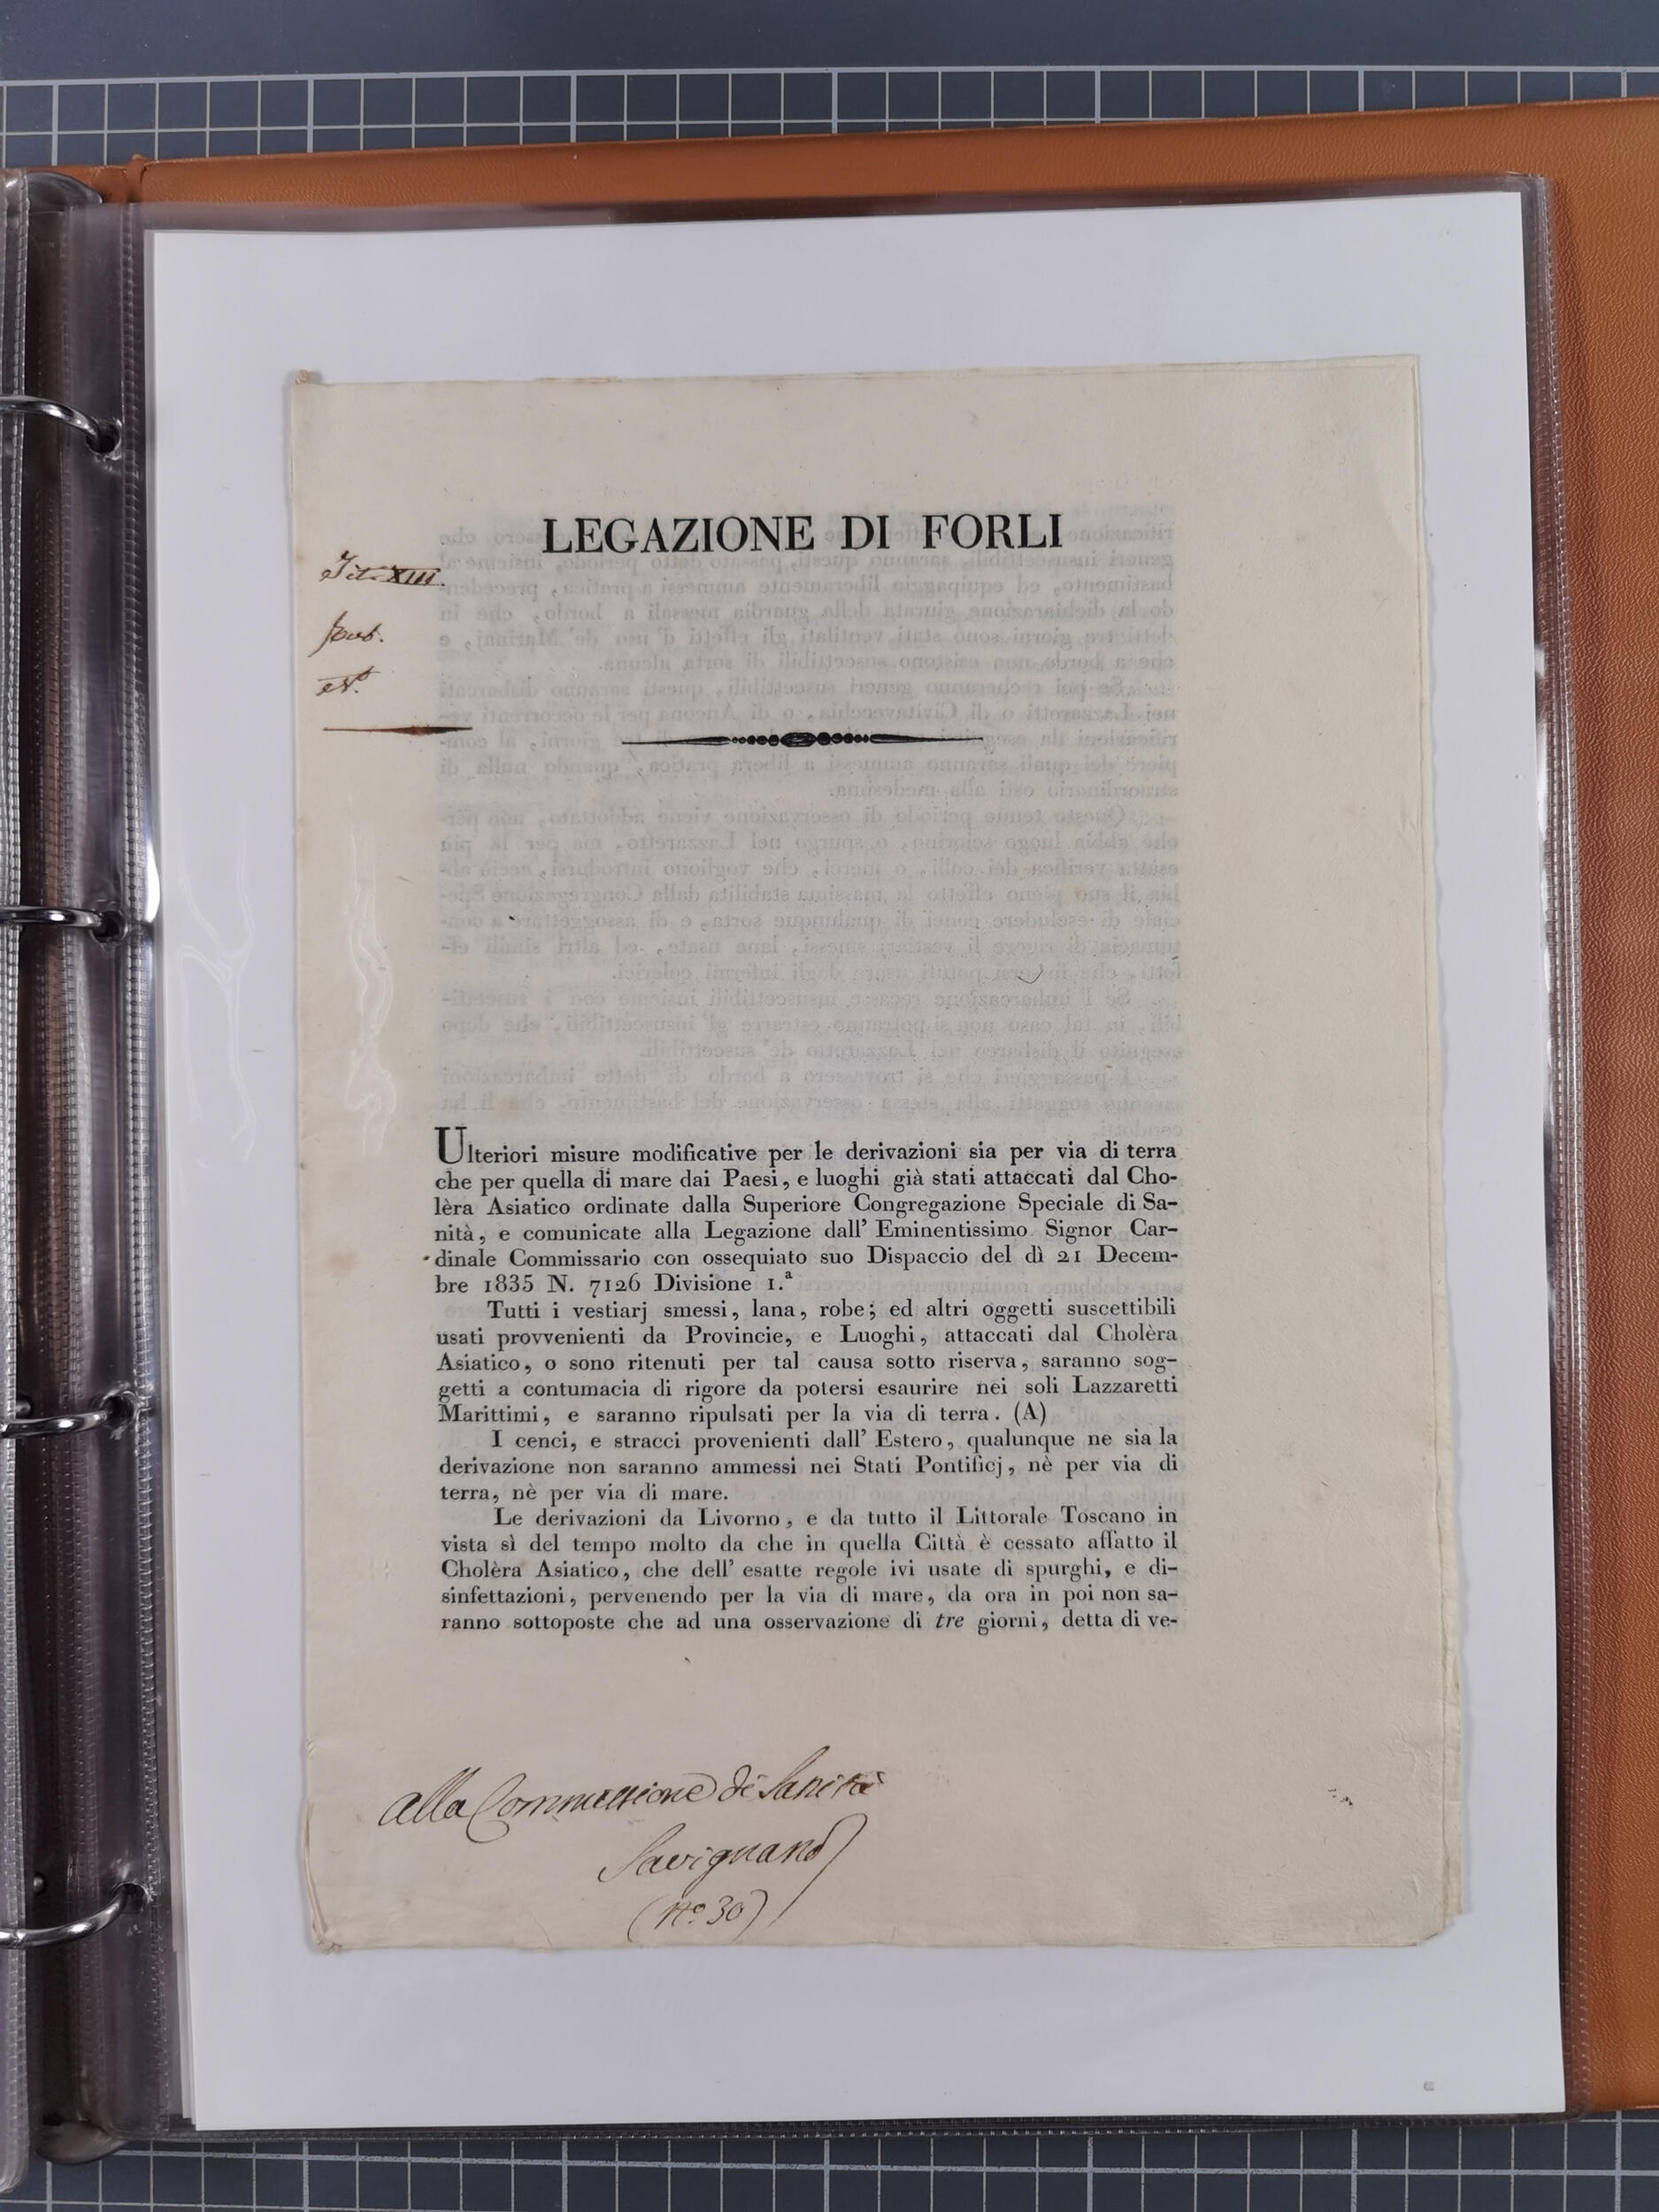 LEGAZIONE DI FORLI
Tit. XIII.
Ulteriori misure modificative per le derivazioni sia per via di terra
che per quella di mare dai Paesi, e luoghi già stati attaccati dal Cho-
lèra Asiatico ordinate dalla Superiore Congregazione Speciale di Sa-
nità, e comunicate alla Legazione dall' Eminentissimo Signor Car-
dinale Commissario con ossequiato suo Dispaccio del dì 21 Decem-
bre 1835 N. 7126 Divisione 1.ª
Tutti i vestiarj smessi, lana, robe; ed altri oggetti suscettibili
usati provvenienti da Provincie, e Luoghi, attaccati dal Cholèra
Asiatico, o sono ritenuti per tal causa sotto riserva, saranno sog-
getti a contumacia di rigore da potersi esaurire nei soli Lazzaretti
Marittimi, e saranno ripulsati per la via di terra. (A)
I cenci, e stracci provenienti dall' Estero, qualunque ne sia la
derivazione non saranno ammessi nei Stati Pontificj, nè per via di
terra, nè per via di mare.
Le derivazioni da Livorno, e da tutto il Littorale Toscano in
vista sì del tempo molto da che in quella Città è cessato affatto il
Cholèra Asiatico, che dell' esatte regole ivi usate di spurghi, e di-
sinfettazioni, pervenendo per la via di mare, da ora in poi non sa-
ranno sottoposte che ad una osservazione di tre giorni, detta di ve-
Alla Commissione di Sanità
Savignano
(N.º 30)